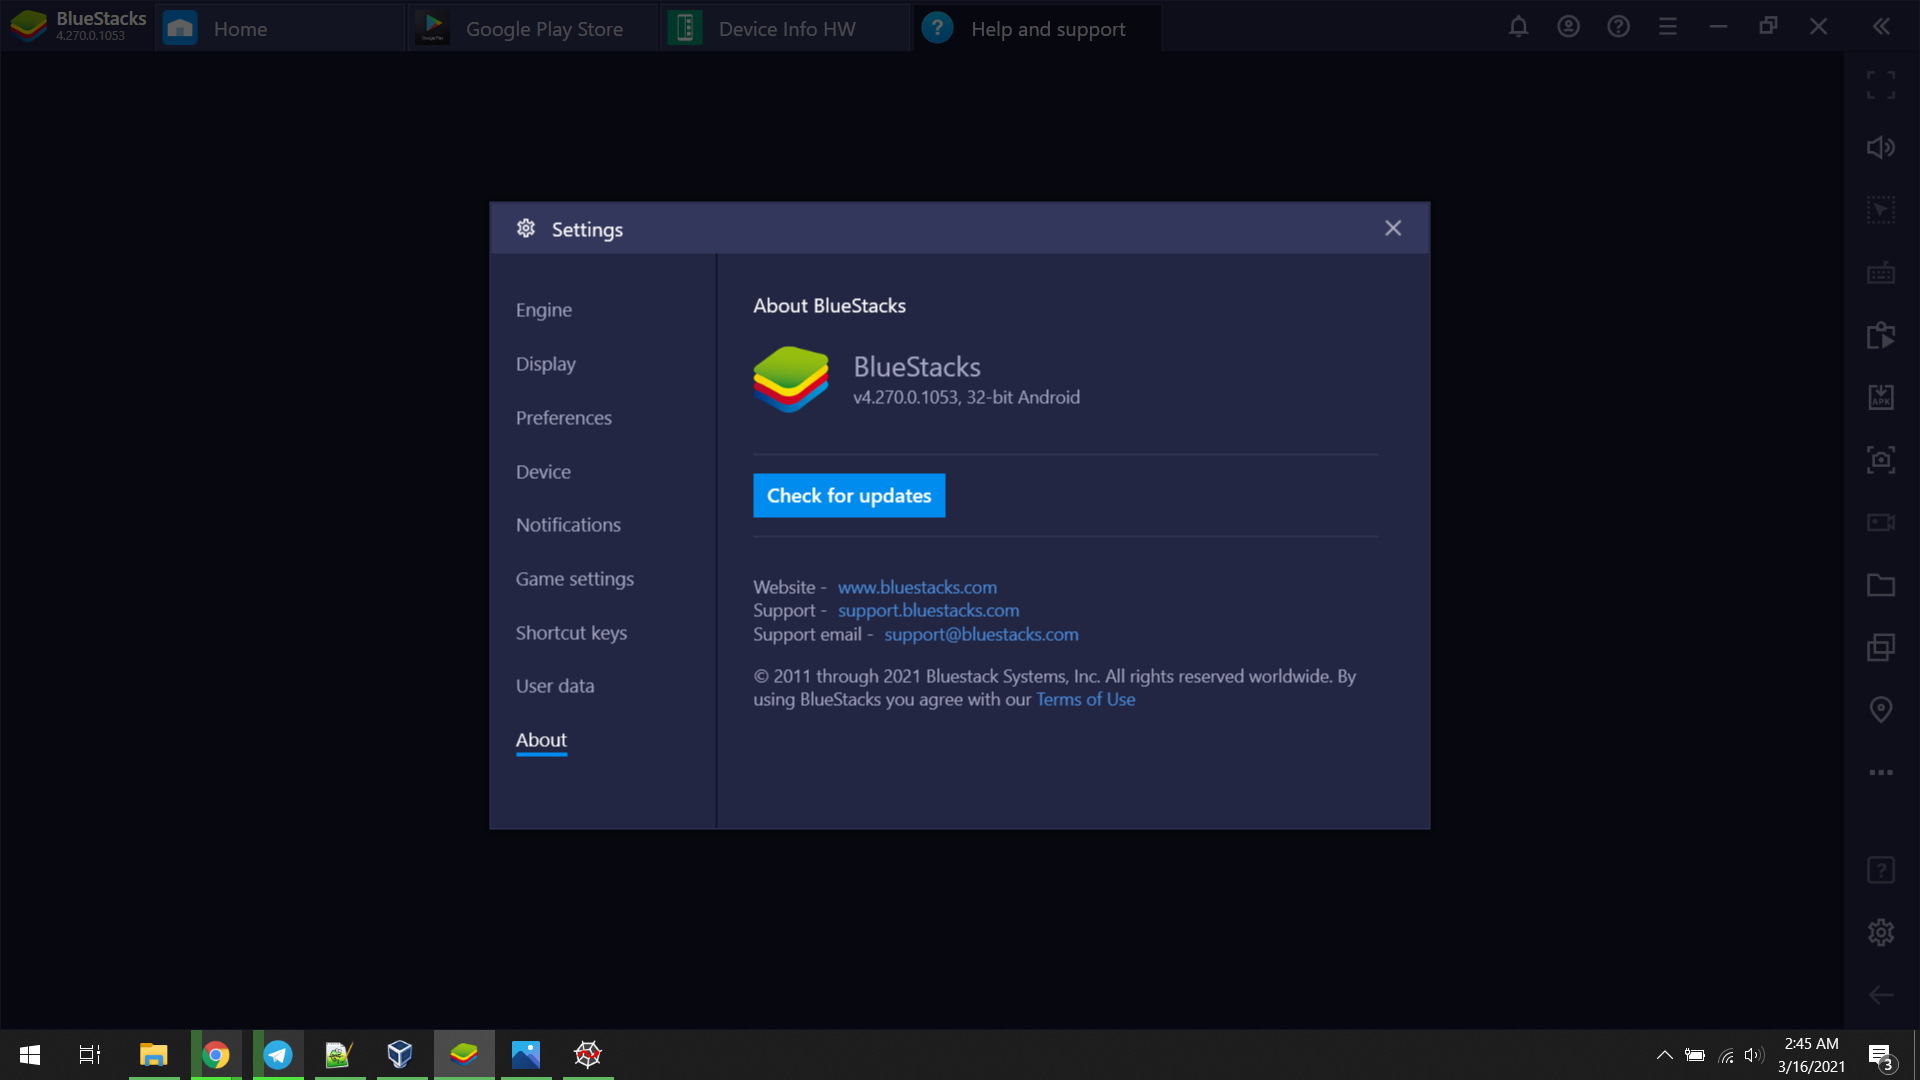 BlueStacks
4.270.0.1053
Home
Google Play Store
Device Info HW
? Help and support
Settings
Engine
Display
Preferences
Device
Notifications
Game settings
Shortcut keys
User data
About
About BlueStacks
BlueStacks
v4.270.0.1053, 32-bit Android
Check for updates
Website - www.bluestacks.com
Support - support.bluestacks.com
Support email - support@bluestacks.com
© 2011 through 2021 Bluestack Systems, Inc. All rights reserved worldwide. By
using BlueStacks you agree with our Terms of Use
APK
?
2:45 AM
3/16/2021
3